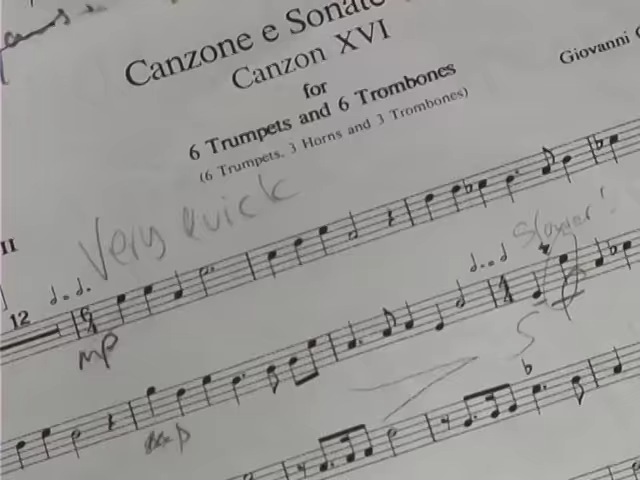 Canzone e Sonate
Canzon XVI
for
Giovanni G
6 Trumpets and 6 Trombones
(6 Trumpets, 3 Horns and 3 Trombones)
II
Very quick
Slower!
12
mp